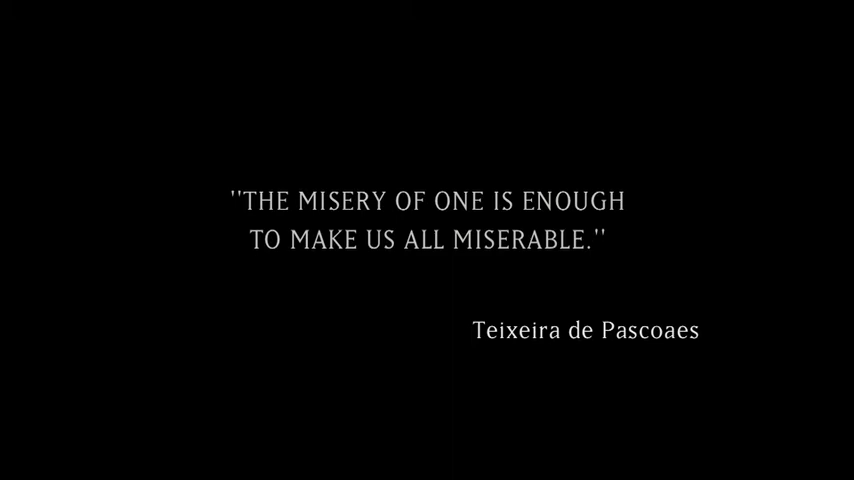 ''THE MISERY OF ONE IS ENOUGH
TO MAKE US ALL MISERABLE.''
Teixeira de Pascoaes